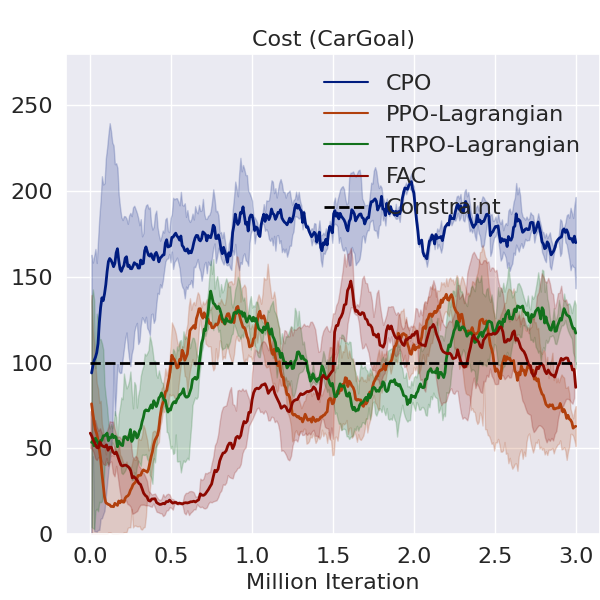 Cost (CarGoal)
CPO
PPO-Lagrangian
TRPO-Lagrangian
FAC
Constraint
250
200
150
100
50
0
0.0 0.5 1.0 1.5 2.0 2.5 3.0
Million Iteration